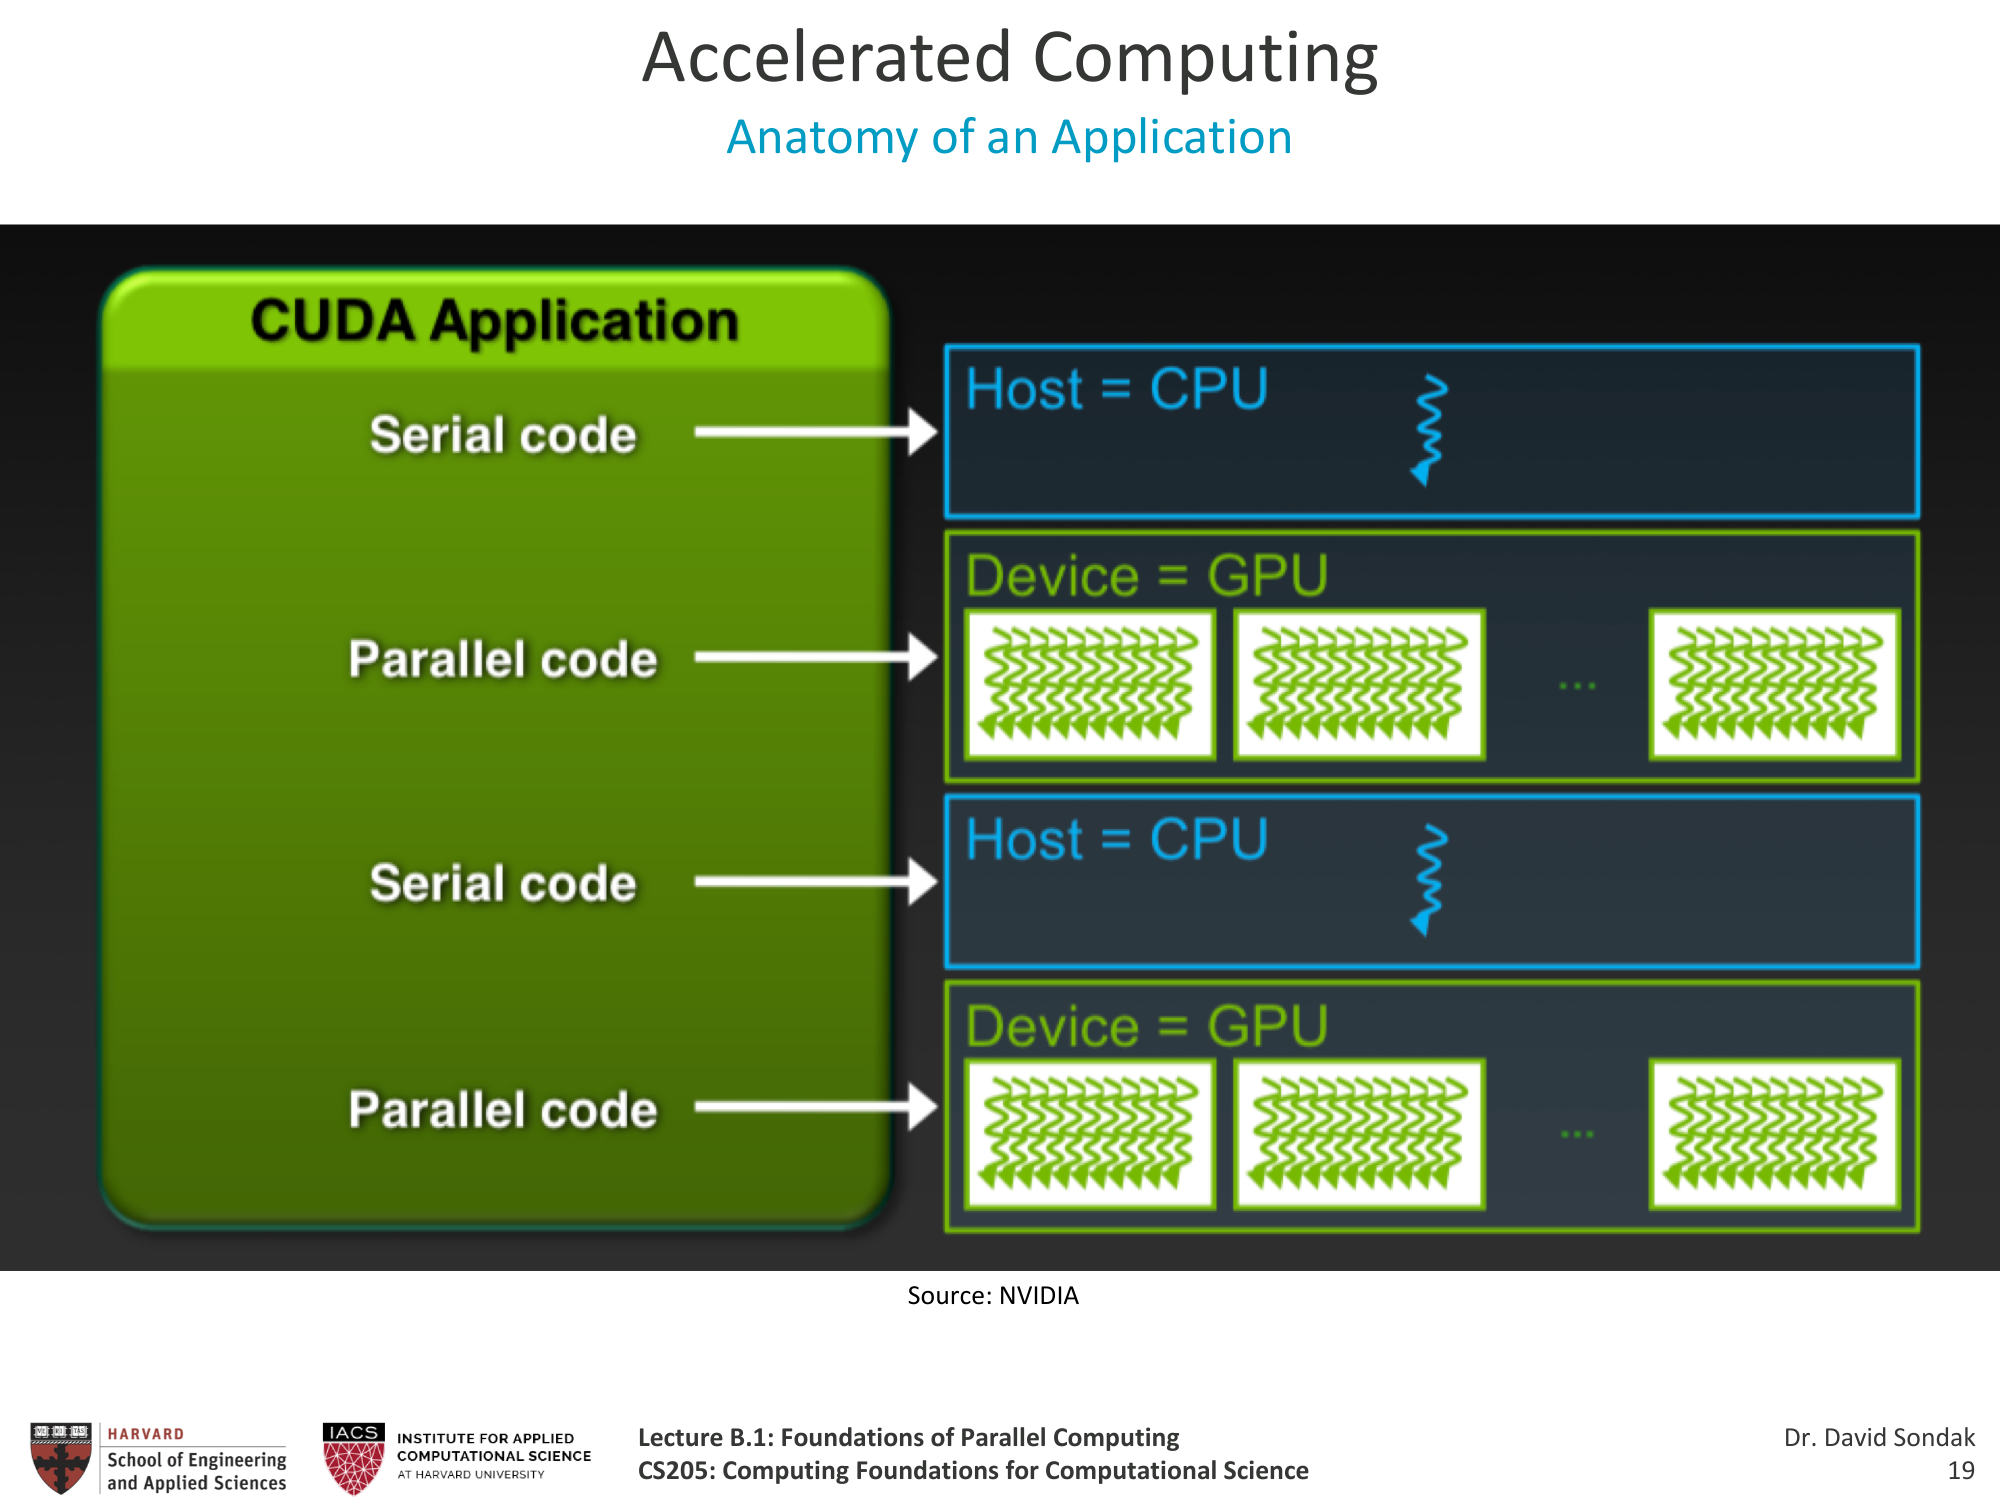 Accelerated Computing
Anatomy of an Application
CUDA Application
Serial code
Host = CPU
Parallel code
Device = GPU
...
Serial code
Host = CPU
Parallel code
Device = GPU
...
Source: NVIDIA
HARVARD
School of Engineering
and Applied Sciences
IACS
INSTITUTE FOR APPLIED
COMPUTATIONAL SCIENCE
AT HARVARD UNIVERSITY
Lecture B.1: Foundations of Parallel Computing
CS205: Computing Foundations for Computational Science
Dr. David Sondak
19